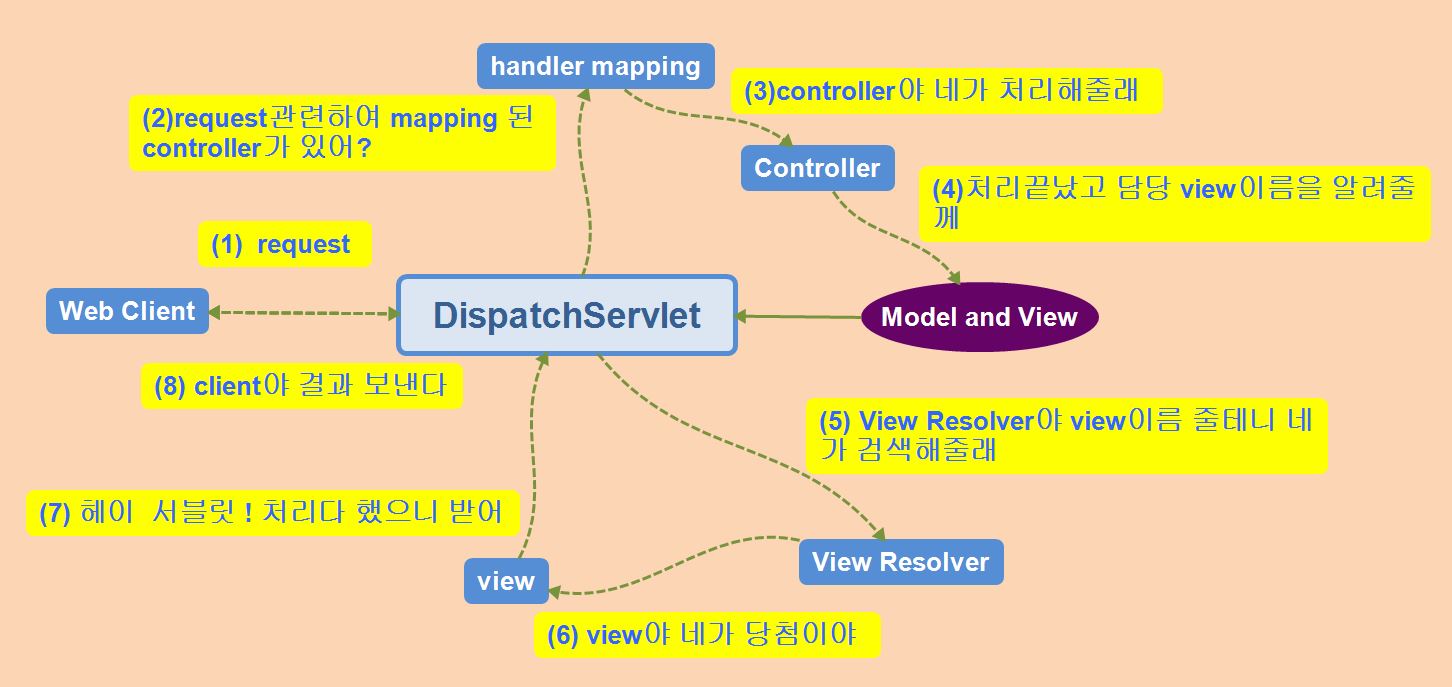 handler mapping
(3)controller야 네가 처리해줄래
(2)request관련하여 mapping 된
controller가 있어?
Controller
(4)처리끝났고 담당 view이름을 알려줄
께
(1) request
Web Client
DispatchServlet
Model and View
(8) client야 결과 보낸다
(5) View Resolver야 view이름 줄테니 네
가 검색해줄래
(7) 헤이 서블릿 ! 처리다 했으니 받어
View Resolver
view
(6) view야 네가 당첨이야